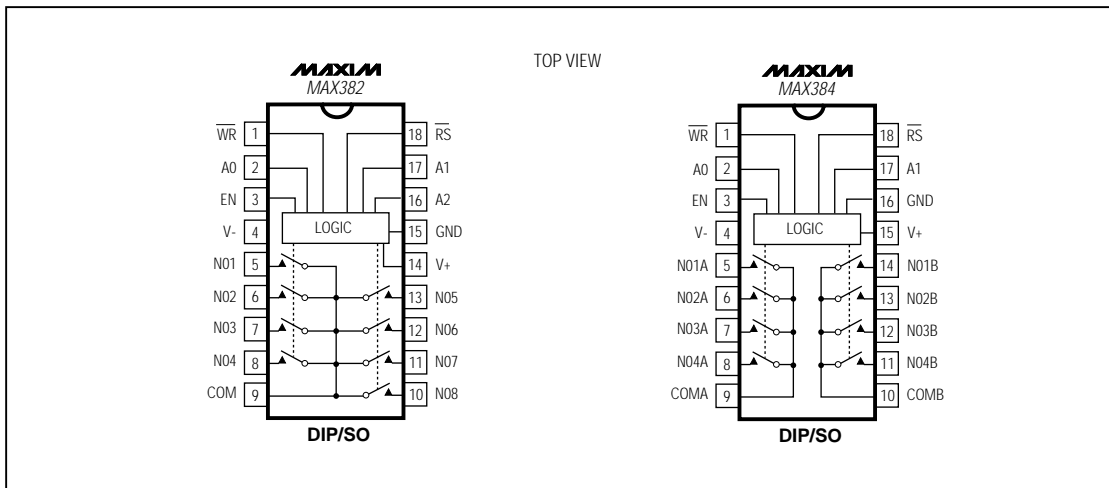 TOP VIEW
MAXIM
MAX382
W̅R̅ 1
A0 2
EN 3
V- 4
N01 5
N02 6
N03 7
N04 8
COM 9
18 R̅S̅
17 A1
16 A2
15 GND
14 V+
13 N05
12 N06
11 N07
10 N08
LOGIC
DIP/SO
MAXIM
MAX384
W̅R̅ 1
A0 2
EN 3
V- 4
N01A 5
N02A 6
N03A 7
N04A 8
COMA 9
18 R̅S̅
17 A1
16 GND
15 V+
14 N01B
13 N02B
12 N03B
11 N04B
10 COMB
LOGIC
DIP/SO